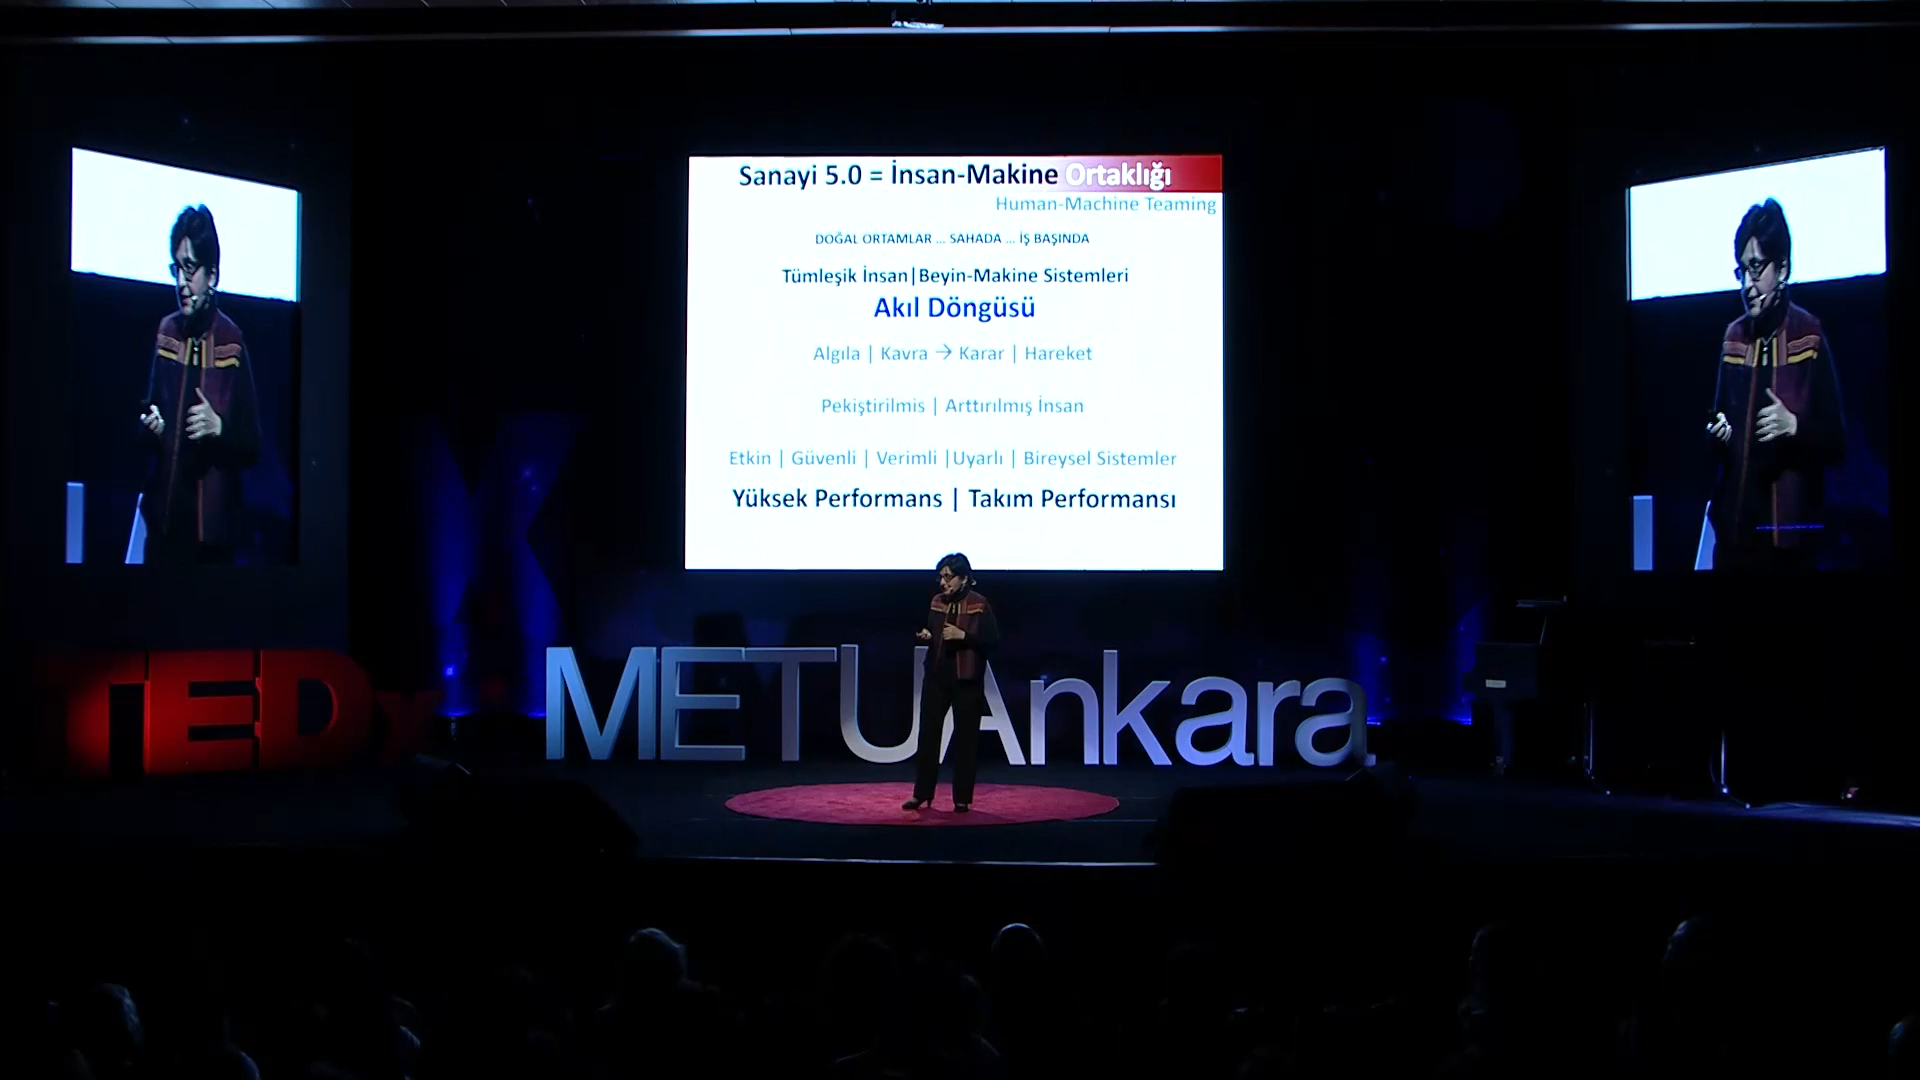 Sanayi 5.0 = İnsan-Makine Ortaklığı
Human-Machine Teaming
DOĞAL ORTAMLAR ... SAHADA ... İŞ BAŞINDA
Tümleşik İnsan|Beyin-Makine Sistemleri
Akıl Döngüsü
Algıla | Kavra → Karar | Hareket
Pekiştirilmis | Arttırılmış İnsan
Etkin | Güvenli | Verimli |Uyarlı | Bireysel Sistemler
Yüksek Performans | Takım Performansı
TEDx METUAnkara